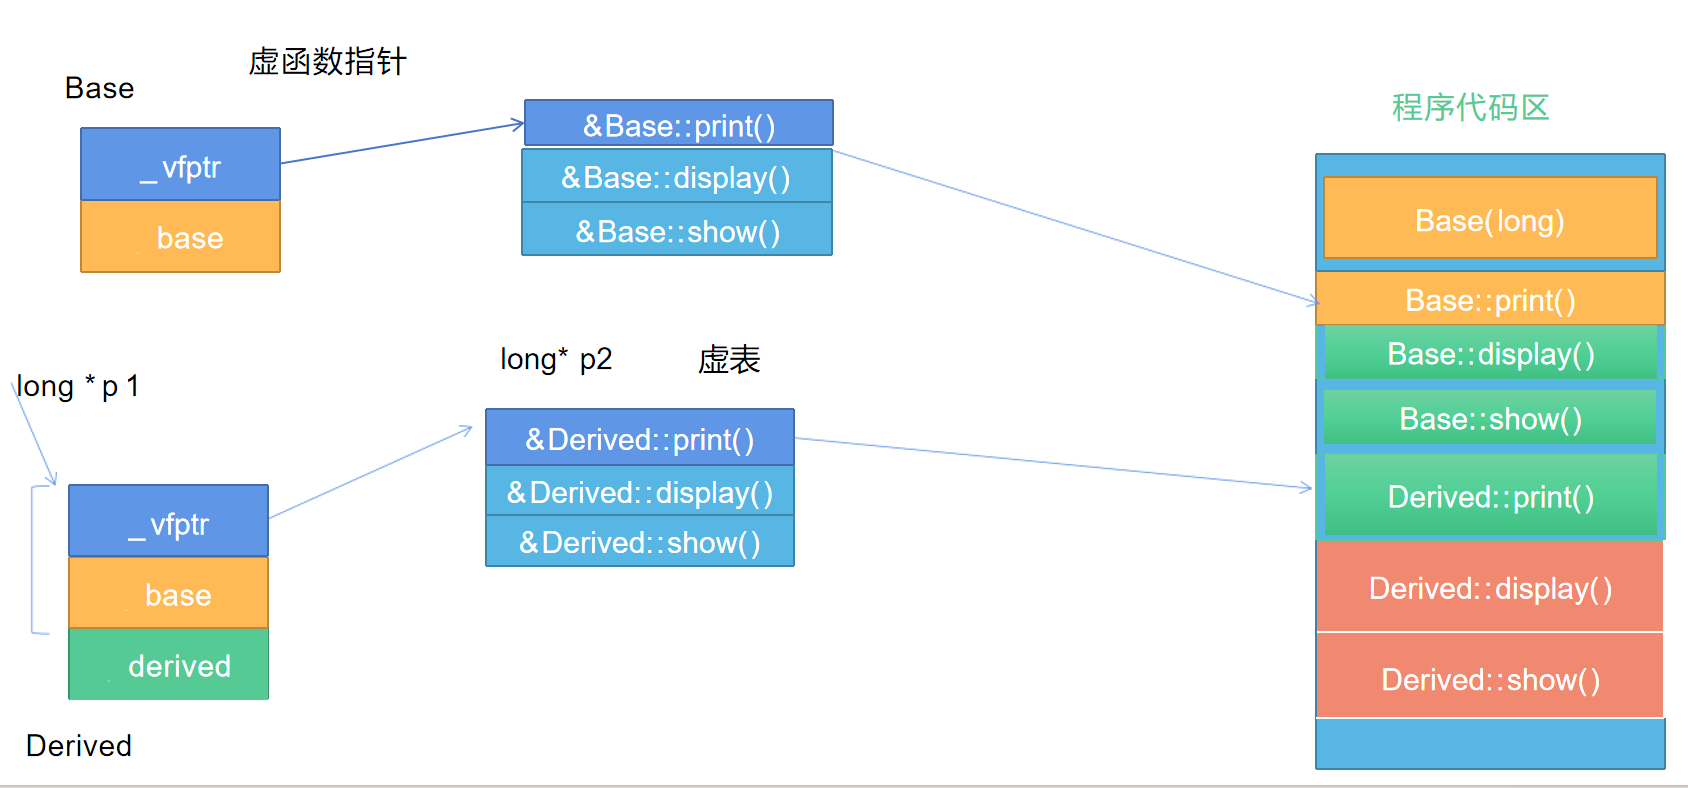 虚函数指针
Base
_vfptr
base
&Base::print()
&Base::display()
&Base::show()
程序代码区
Base(long)
Base::print()
Base::display()
Base::show()
Derived::print()
Derived::display()
Derived::show()
long* p2
虚表
long *p 1
&Derived::print()
&Derived::display()
&Derived::show()
_vfptr
base
derived
Derived